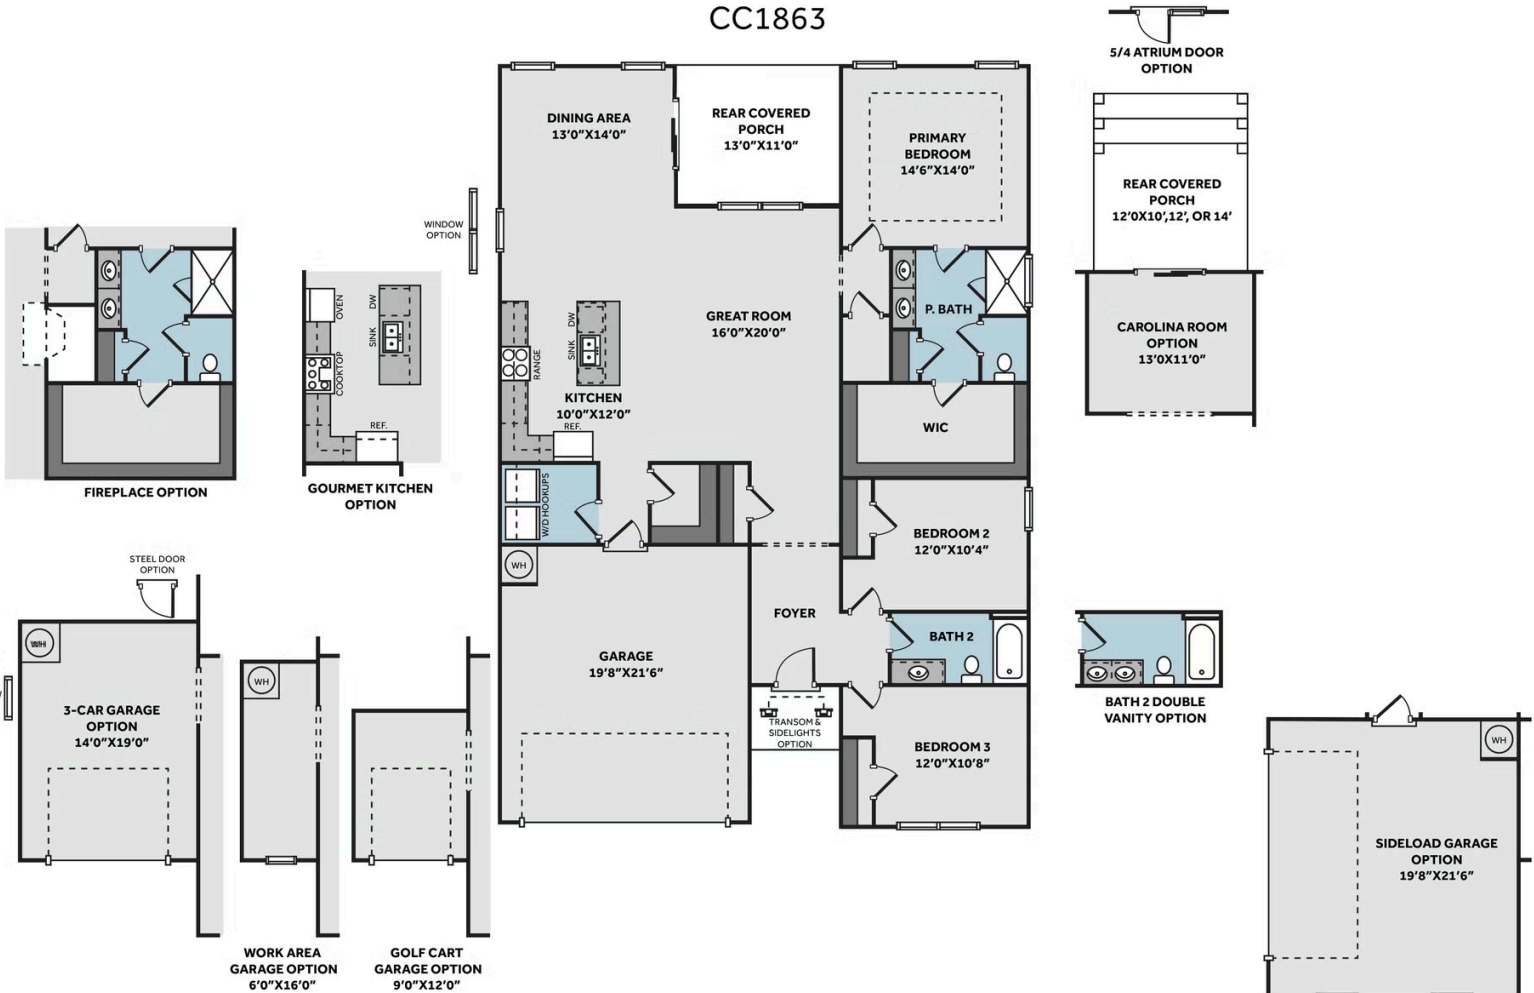 CC1863
5/4 ATRIUM DOOR
OPTION
DINING AREA
13'0"X14'0"
REAR COVERED
PORCH
13'0"X11'0"
PRIMARY
BEDROOM
14'6"X14'0"
REAR COVERED
PORCH
12'0X10',12', OR 14'
WINDOW
OPTION
OVEN
COOKTOP
DW
SINK
REF.
GOURMET KITCHEN
OPTION
FIREPLACE OPTION
DW
SINK
RANGE
KITCHEN
10'0"X12'0"
REF.
GREAT ROOM
16'0"X20'0"
P. BATH
WIC
CAROLINA ROOM
OPTION
13'0X11'0"
W/D HOOKUPS
WH
BEDROOM 2
12'0"X10'4"
FOYER
BATH 2
GARAGE
19'8"X21'6"
TRANSOM &
SIDELIGHTS
OPTION
BEDROOM 3
12'0"X10'8"
BATH 2 DOUBLE
VANITY OPTION
STEEL DOOR
OPTION
WH
3-CAR GARAGE
OPTION
14'0"X19'0"
WH
WORK AREA
GARAGE OPTION
6'0"X16'0"
GOLF CART
GARAGE OPTION
9'0"X12'0"
WH
SIDELOAD GARAGE
OPTION
19'8"X21'6"